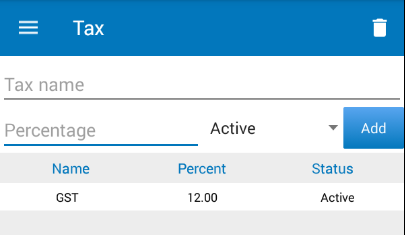 Tax
Tax name
Percentage Active Add
Name Percent Status
GST 12.00 Active